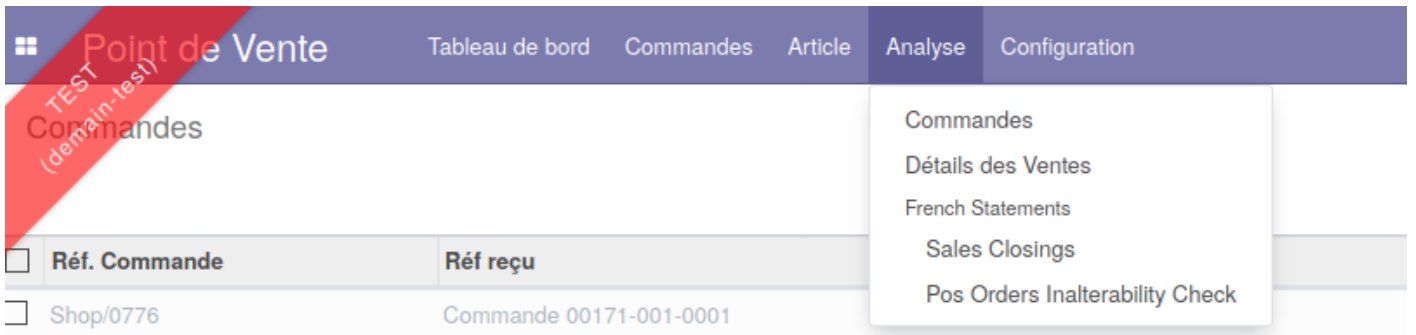 Point de Vente
Tableau de bord
Commandes
Article
Analyse
Configuration
TEST
(demain-test)
Commandes
Commandes
Détails des Ventes
French Statements
Sales Closings
Pos Orders Inalterability Check
Réf. Commande
Réf reçu
Shop/0776
Commande 00171-001-0001